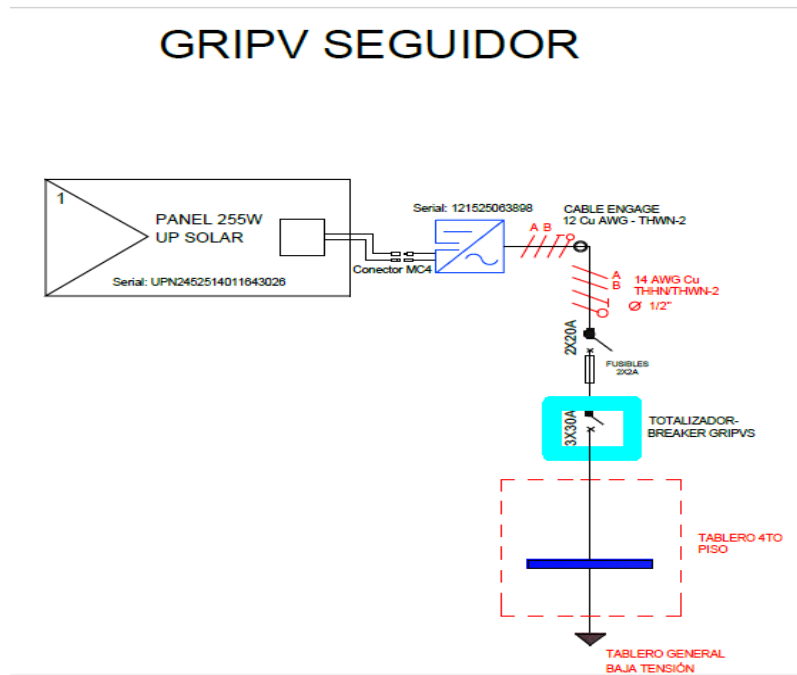 GRIPV SEGUIDOR
1
PANEL 255W
UP SOLAR
Serial: UPN2452514011643026
Conector MC4
Serial: 121525063898
CABLE ENGAGE
12 Cu AWG - THWN-2
A B
A
B
14 AWG Cu
THHN/THWN-2
Ø 1/2"
2X20A
FUSIBLES
2X2A
3X30A
TOTALIZADOR-
BREAKER GRIPVS
TABLERO 4TO
PISO
TABLERO GENERAL
BAJA TENSIÓN